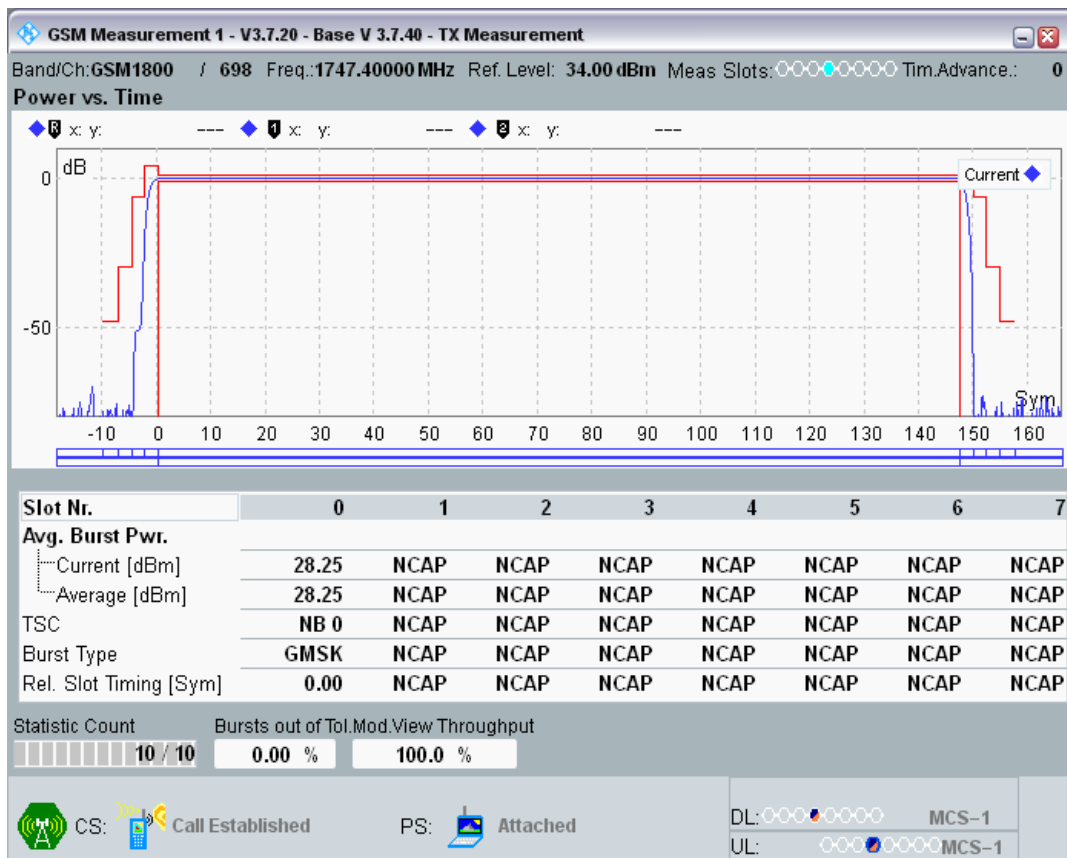 GSM Measurement 1 - V3.7.20 - Base V 3.7.40 - TX Measurement
Band/Ch:GSM1800 / 698 Freq.:1747.40000 MHz Ref. Level: 34.00 dBm Meas Slots: Tim.Advance.: 0
Power vs. Time
R x: y: --- 1 x: y: --- 2 x: y: ---
dB
Current
0
-50
Sym
-10 0 10 20 30 40 50 60 70 80 90 100 110 120 130 140 150 160
Slot Nr. 0 1 2 3 4 5 6 7
Avg. Burst Pwr.
Current [dBm] 28.25 NCAP NCAP NCAP NCAP NCAP NCAP NCAP
Average [dBm] 28.25 NCAP NCAP NCAP NCAP NCAP NCAP NCAP
TSC NB 0 NCAP NCAP NCAP NCAP NCAP NCAP NCAP
Burst Type GMSK NCAP NCAP NCAP NCAP NCAP NCAP NCAP
Rel. Slot Timing [Sym] 0.00 NCAP NCAP NCAP NCAP NCAP NCAP NCAP
Statistic Count Bursts out of Tol. Mod.View Throughput
10 / 10 0.00 % 100.0 %
CS: Call Established PS: Attached
DL: MCS-1
UL: MCS-1